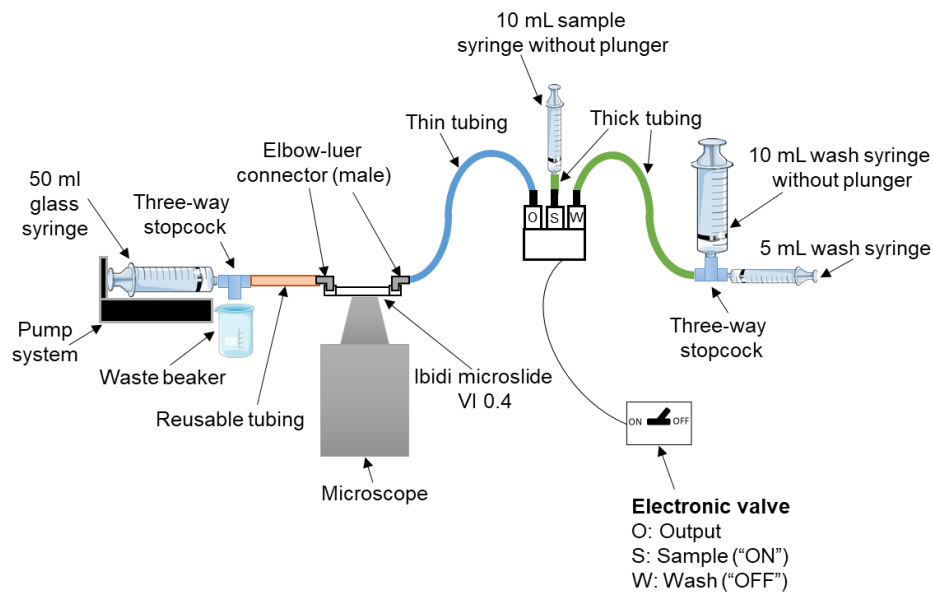 10 mL sample
syringe without plunger
Thin tubing
Thick tubing
Elbow-luer
connector (male)
10 mL wash syringe
without plunger
50 ml
glass
syringe
Three-way
stopcock
5 mL wash syringe
O S W
Pump
system
Waste beaker
Reusable tubing
Ibidi microslide
VI 0.4
Three-way
stopcock
ON OFF
Microscope
Electronic valve
O: Output
S: Sample (“ON”)
W: Wash (“OFF”)